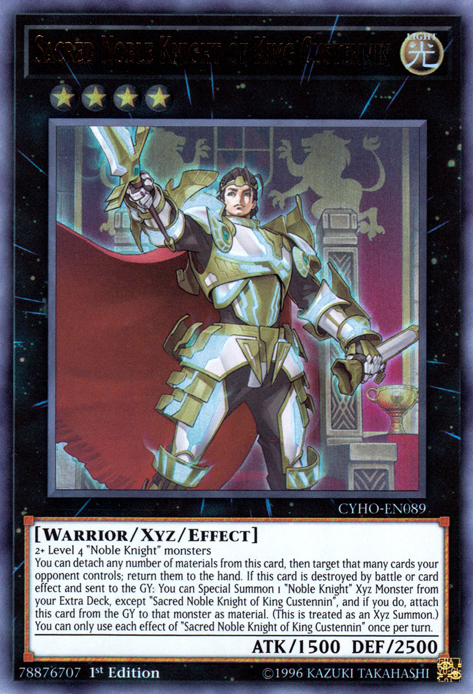 Sacred Noble Knight of King Custennin
LIGHT
光
CYHO-EN089
[WARRIOR/XYZ/EFFECT]
2+ Level 4 "Noble Knight" monsters
You can detach any number of materials from this card, then target that many cards your
opponent controls; return them to the hand. If this card is destroyed by battle or card
effect and sent to the GY: You can Special Summon 1 "Noble Knight" Xyz Monster from
your Extra Deck, except "Sacred Noble Knight of King Custennin", and if you do, attach
this card from the GY to that monster as material. (This is treated as an Xyz Summon.)
You can only use each effect of "Sacred Noble Knight of King Custennin" once per turn.
ATK/1500 DEF/2500
78876707 1st Edition ©1996 KAZUKI TAKAHASHI